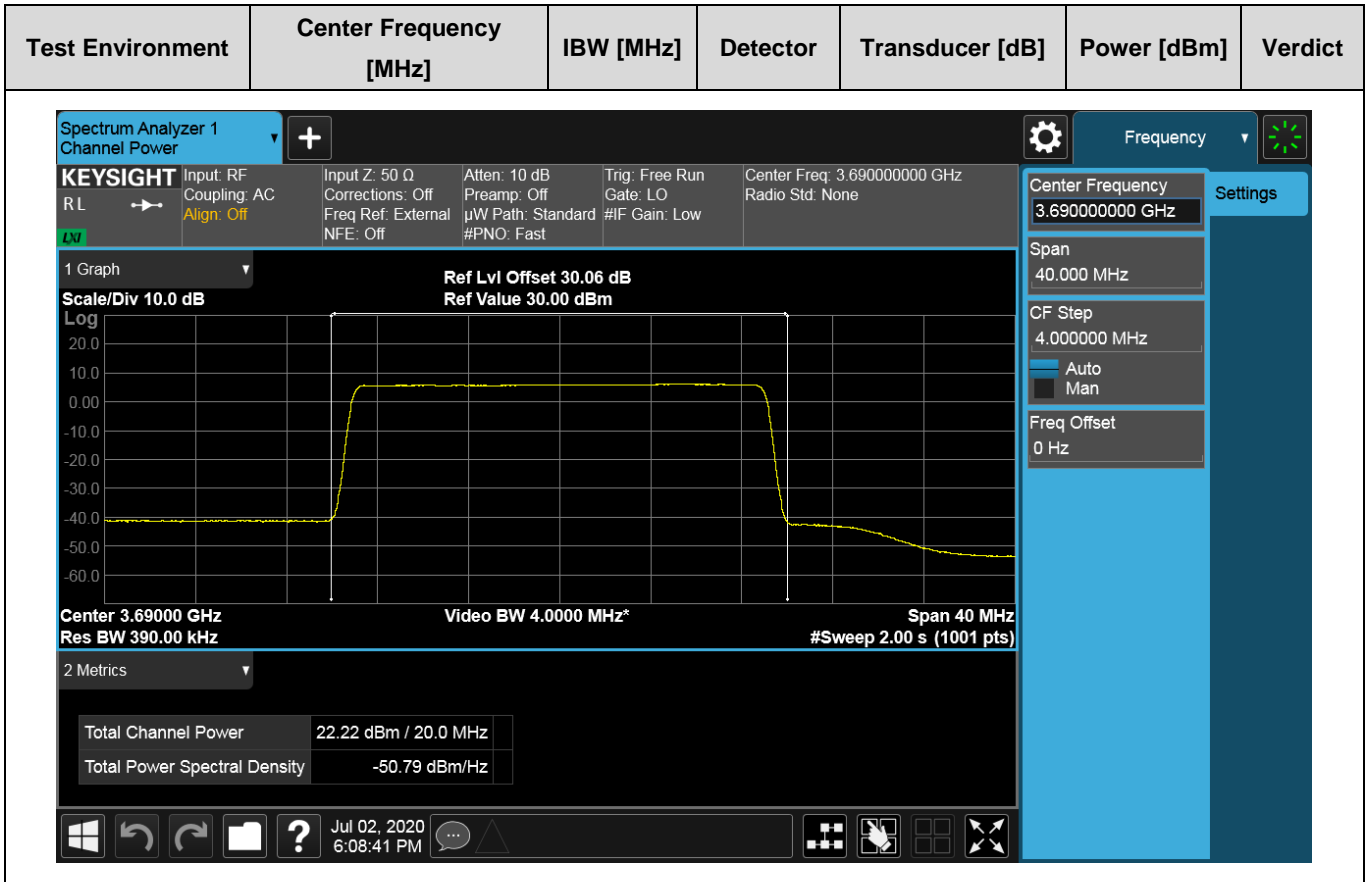 Test Environment
Center Frequency
[MHz]
IBW [MHz]
Detector
Transducer [dB]
Power [dBm]
Verdict
Spectrum Analyzer 1
Channel Power
Frequency
KEYSIGHT
R L
LXI
Input: RF
Coupling: AC
Align: Off
Input Z: 50 Ω
Corrections: Off
Freq Ref: External
NFE: Off
Atten: 10 dB
Preamp: Off
µW Path: Standard
#PNO: Fast
Trig: Free Run
Gate: LO
#IF Gain: Low
Center Freq: 3.690000000 GHz
Radio Std: None
Center Frequency
3.690000000 GHz
Settings
Span
40.000 MHz
CF Step
4.000000 MHz
Auto
Man
Freq Offset
0 Hz
1 Graph
Scale/Div 10.0 dB
Ref Lvl Offset 30.06 dB
Ref Value 30.00 dBm
Log
20.0
10.0
0.00
-10.0
-20.0
-30.0
-40.0
-50.0
-60.0
Center 3.69000 GHz
Video BW 4.0000 MHz*
Span 40 MHz
Res BW 390.00 kHz
#Sweep 2.00 s (1001 pts)
2 Metrics
Total Channel Power 22.22 dBm / 20.0 MHz
Total Power Spectral Density -50.79 dBm/Hz
?
Jul 02, 2020
6:08:41 PM